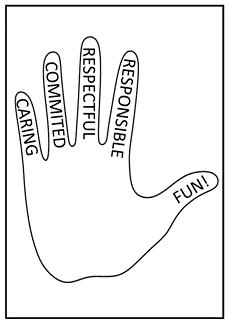 CARING
COMMITED
RESPECTFUL
RESPONSIBLE
FUN!